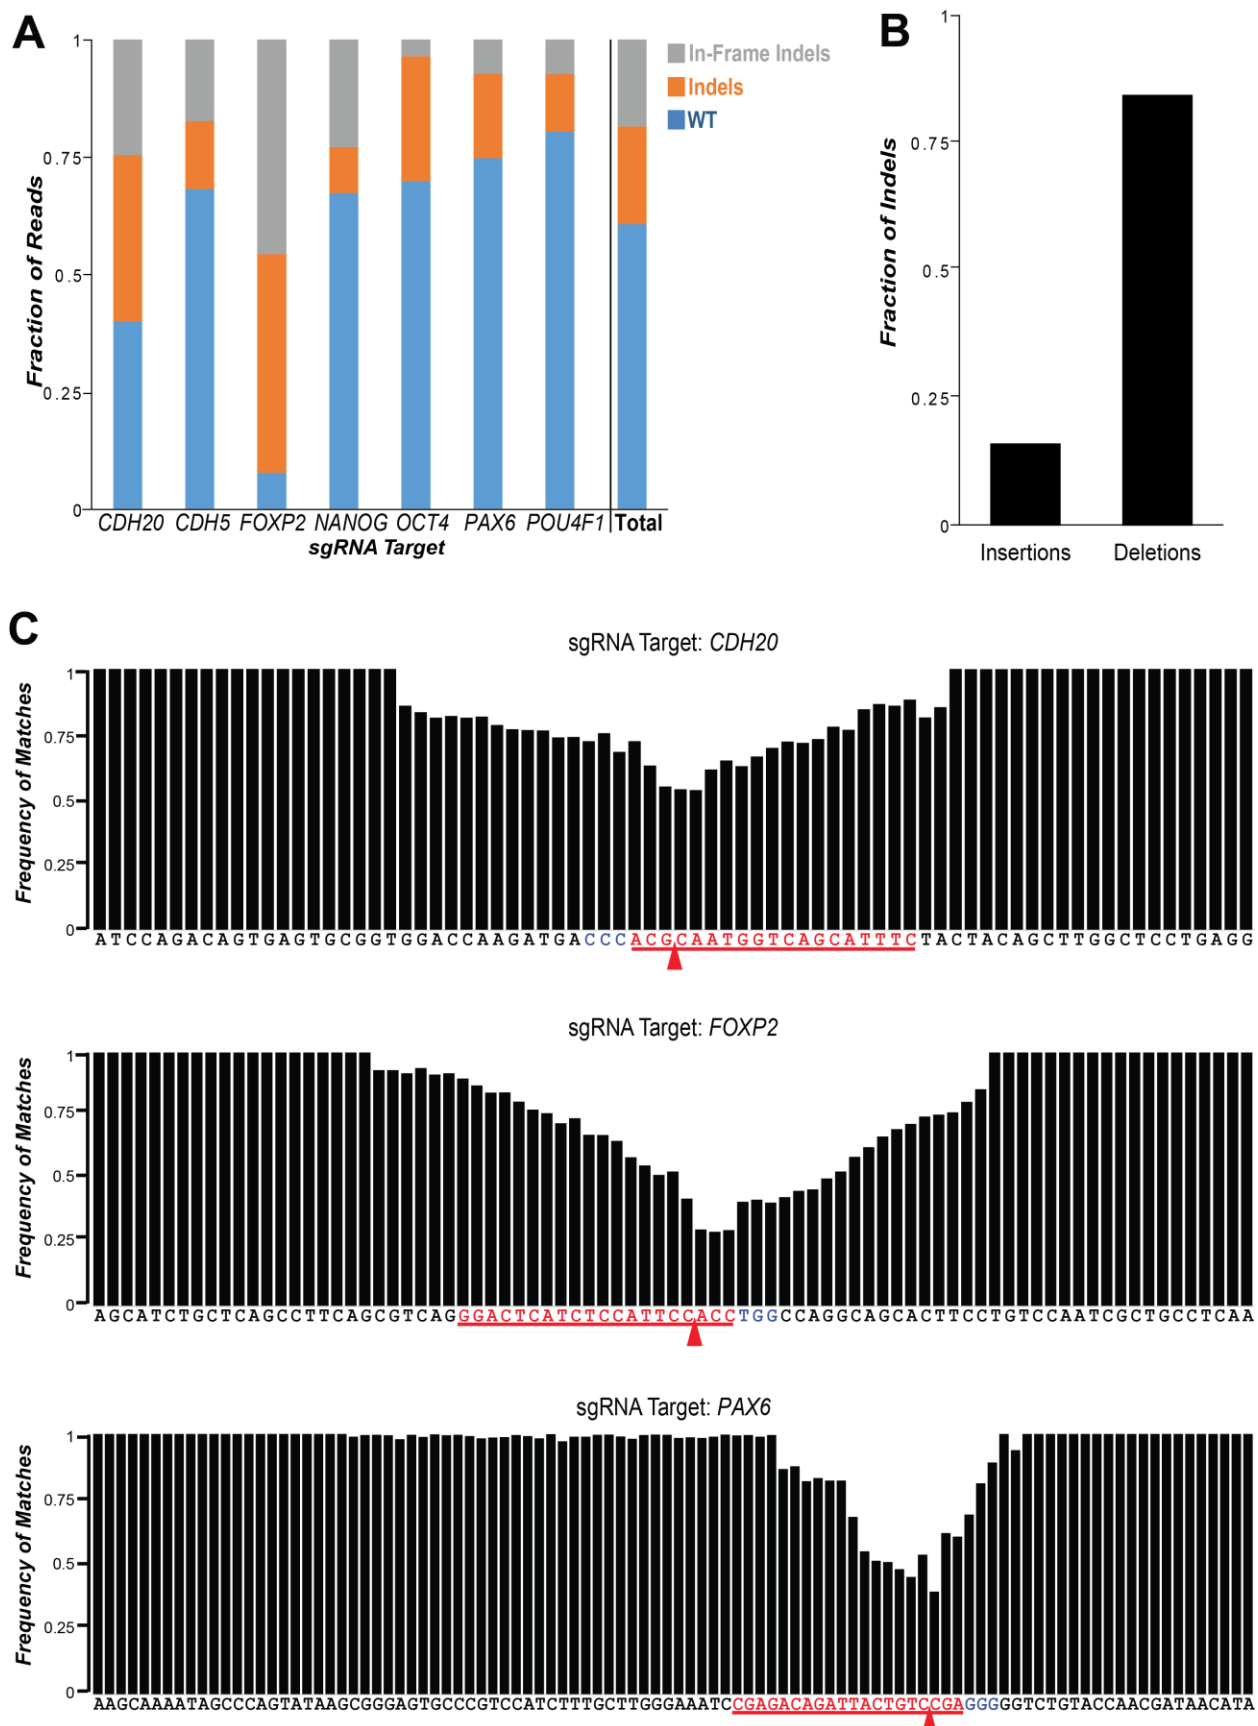 A
1
0.75
0.5
0.25
0
Fraction of Reads
CDH20 CDH5 FOXP2 NANOG OCT4 PAX6 POU4F1 Total
sgRNA Target
In-Frame Indels
Indels
WT
B
1
0.75
0.5
0.25
0
Fraction of Indels
Insertions Deletions
C
sgRNA Target: CDH20
1
0.75
0.5
0.25
0
Frequency of Matches
ATCCAGACAGTGAGTGCGGTGGACCAAGATGACCCACGCAATGGTCAGCATTTCTACTACAGCTTGGCTCCTGAGG
sgRNA Target: FOXP2
1
0.75
0.5
0.25
0
Frequency of Matches
AGCATCTGCTCAGCCTTCAGCGTCAGGGACTCATCTCCATTCCACCTGGCCAGGCAGCACTTCCTGTCCAATCGCTGCCTCAA
sgRNA Target: PAX6
1
0.75
0.5
0.25
0
Frequency of Matches
AAGCAAAATAGCCCAGTATAAGCGGGAGTGCCCGTCCATCTTTGCTTGGGAAATCCGAGACAGATTACTGTCCGAGGGGGTCTGTACCAACGATAACATA